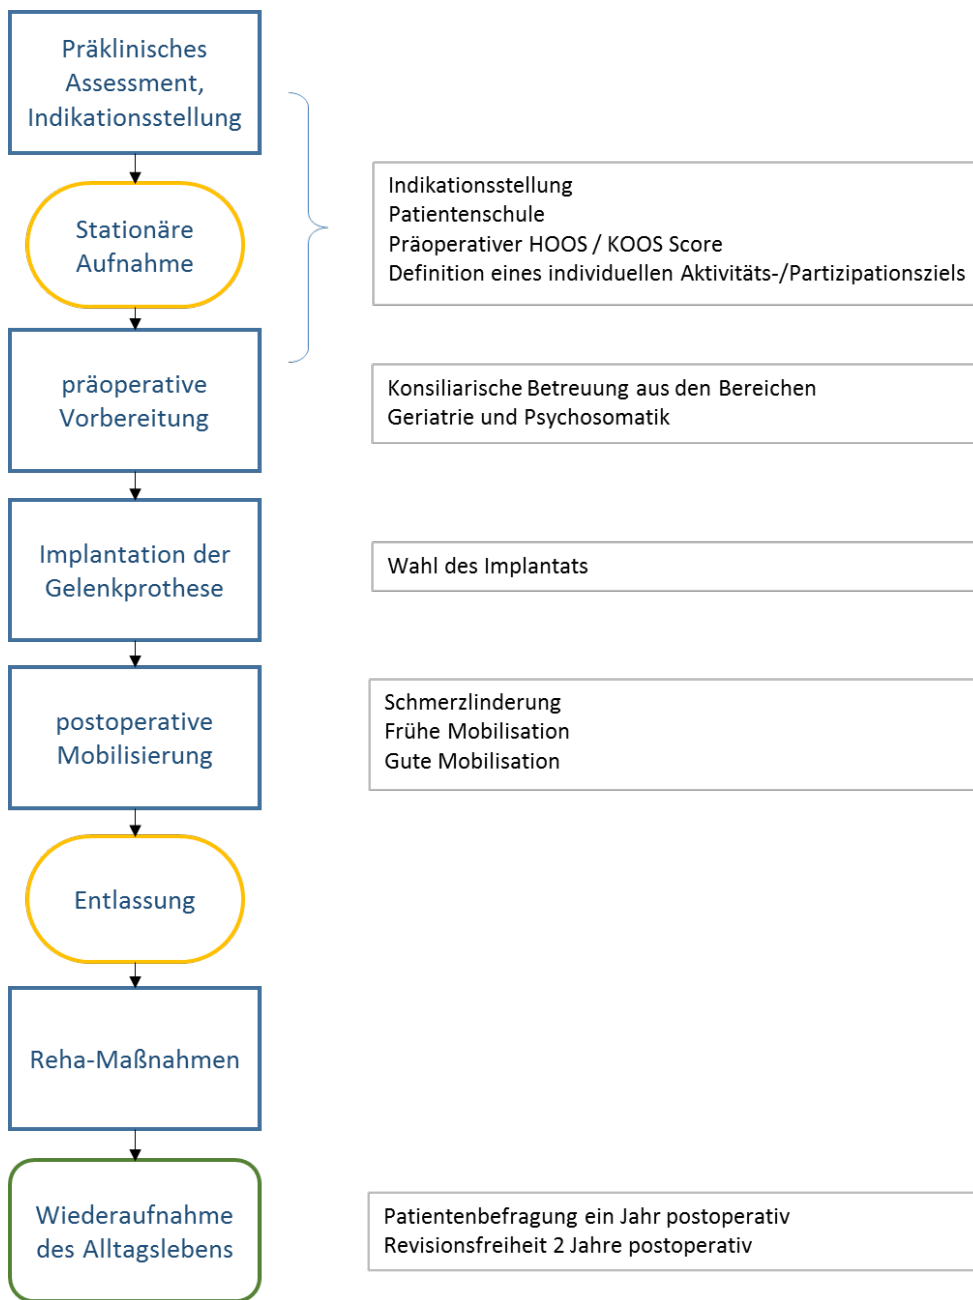 Präklinisches
Assessment,
Indikationsstellung
Stationäre
Aufnahme
Indikationsstellung
Patientenschule
Präoperativer HOOS / KOOS Score
Definition eines individuellen Aktivitäts-/Partizipationsziels
präoperative
Vorbereitung
Konsiliarische Betreuung aus den Bereichen
Geriatrie und Psychosomatik
Implantation der
Gelenkprothese
Wahl des Implantats
postoperative
Mobilisierung
Schmerzlinderung
Frühe Mobilisation
Gute Mobilisation
Entlassung
Reha-Maßnahmen
Wiederaufnahme
des Alltagslebens
Patientenbefragung ein Jahr postoperativ
Revisionsfreiheit 2 Jahre postoperativ